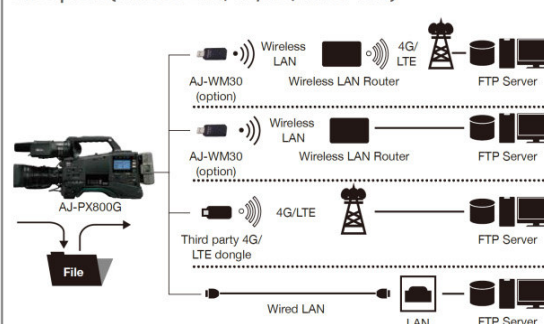 Wireless
LAN
4G/
LTE
AJ-WM30
(option)
Wireless LAN Router
FTP Server
Wireless
LAN
AJ-WM30
(option)
Wireless LAN Router
FTP Server
AJ-PX800G
4G/LTE
Third party 4G/
LTE dongle
FTP Server
File
Wired LAN
LAN
FTP Server